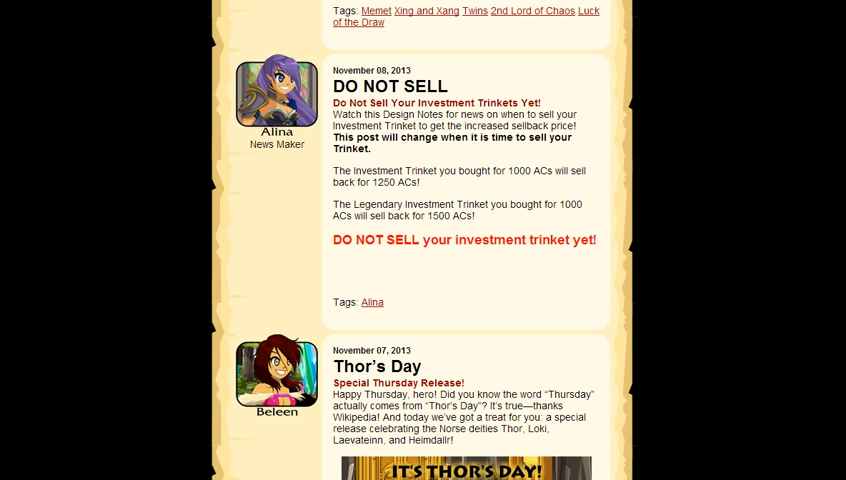 Tags: Memet Xing and Xang Twins 2nd Lord of Chaos Luck
of the Draw
November 08, 2013
DO NOT SELL
Do Not Sell Your Investment Trinkets Yet!
Watch this Design Notes for news on when to sell your
Investment Trinket to get the increased sellback price!
This post will change when it is time to sell your
Trinket.
The Investment Trinket you bought for 1000 ACs will sell
back for 1250 ACs!
The Legendary Investment Trinket you bought for 1000
ACs will sell back for 1500 ACs!
DO NOT SELL your investment trinket yet!
Tags: Alina
Alina
News Maker
November 07, 2013
Thor's Day
Special Thursday Release!
Happy Thursday, hero! Did you know the word “Thursday”
actually comes from “Thor’s Day”? It’s true—thanks
Wikipedia! And today we’ve got a treat for you: a special
release celebrating the Norse deities Thor, Loki,
Laevateinn, and Heimdallr!
IT'S THOR'S DAY!
Beleen